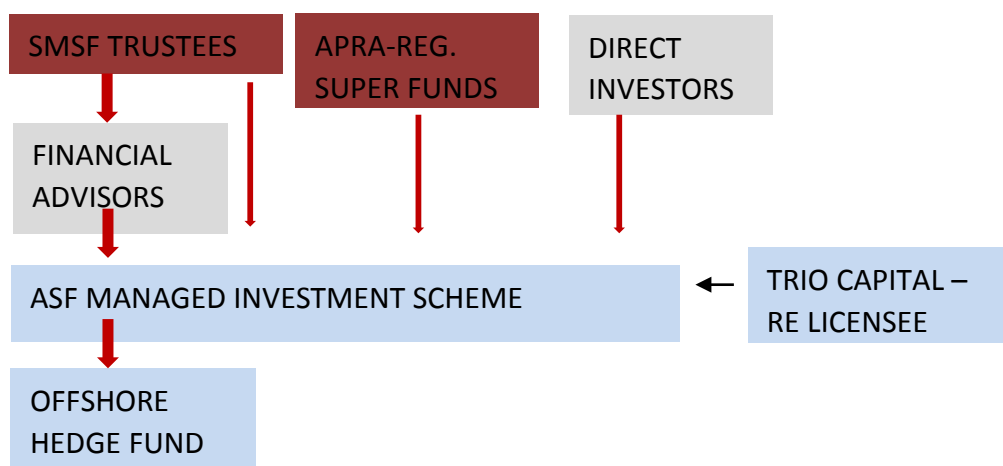 SMSF TRUSTEES
APRA-REG.
SUPER FUNDS
DIRECT
INVESTORS
FINANCIAL
ADVISORS
ASF MANAGED INVESTMENT SCHEME
TRIO CAPITAL –
RE LICENSEE
OFFSHORE
HEDGE FUND